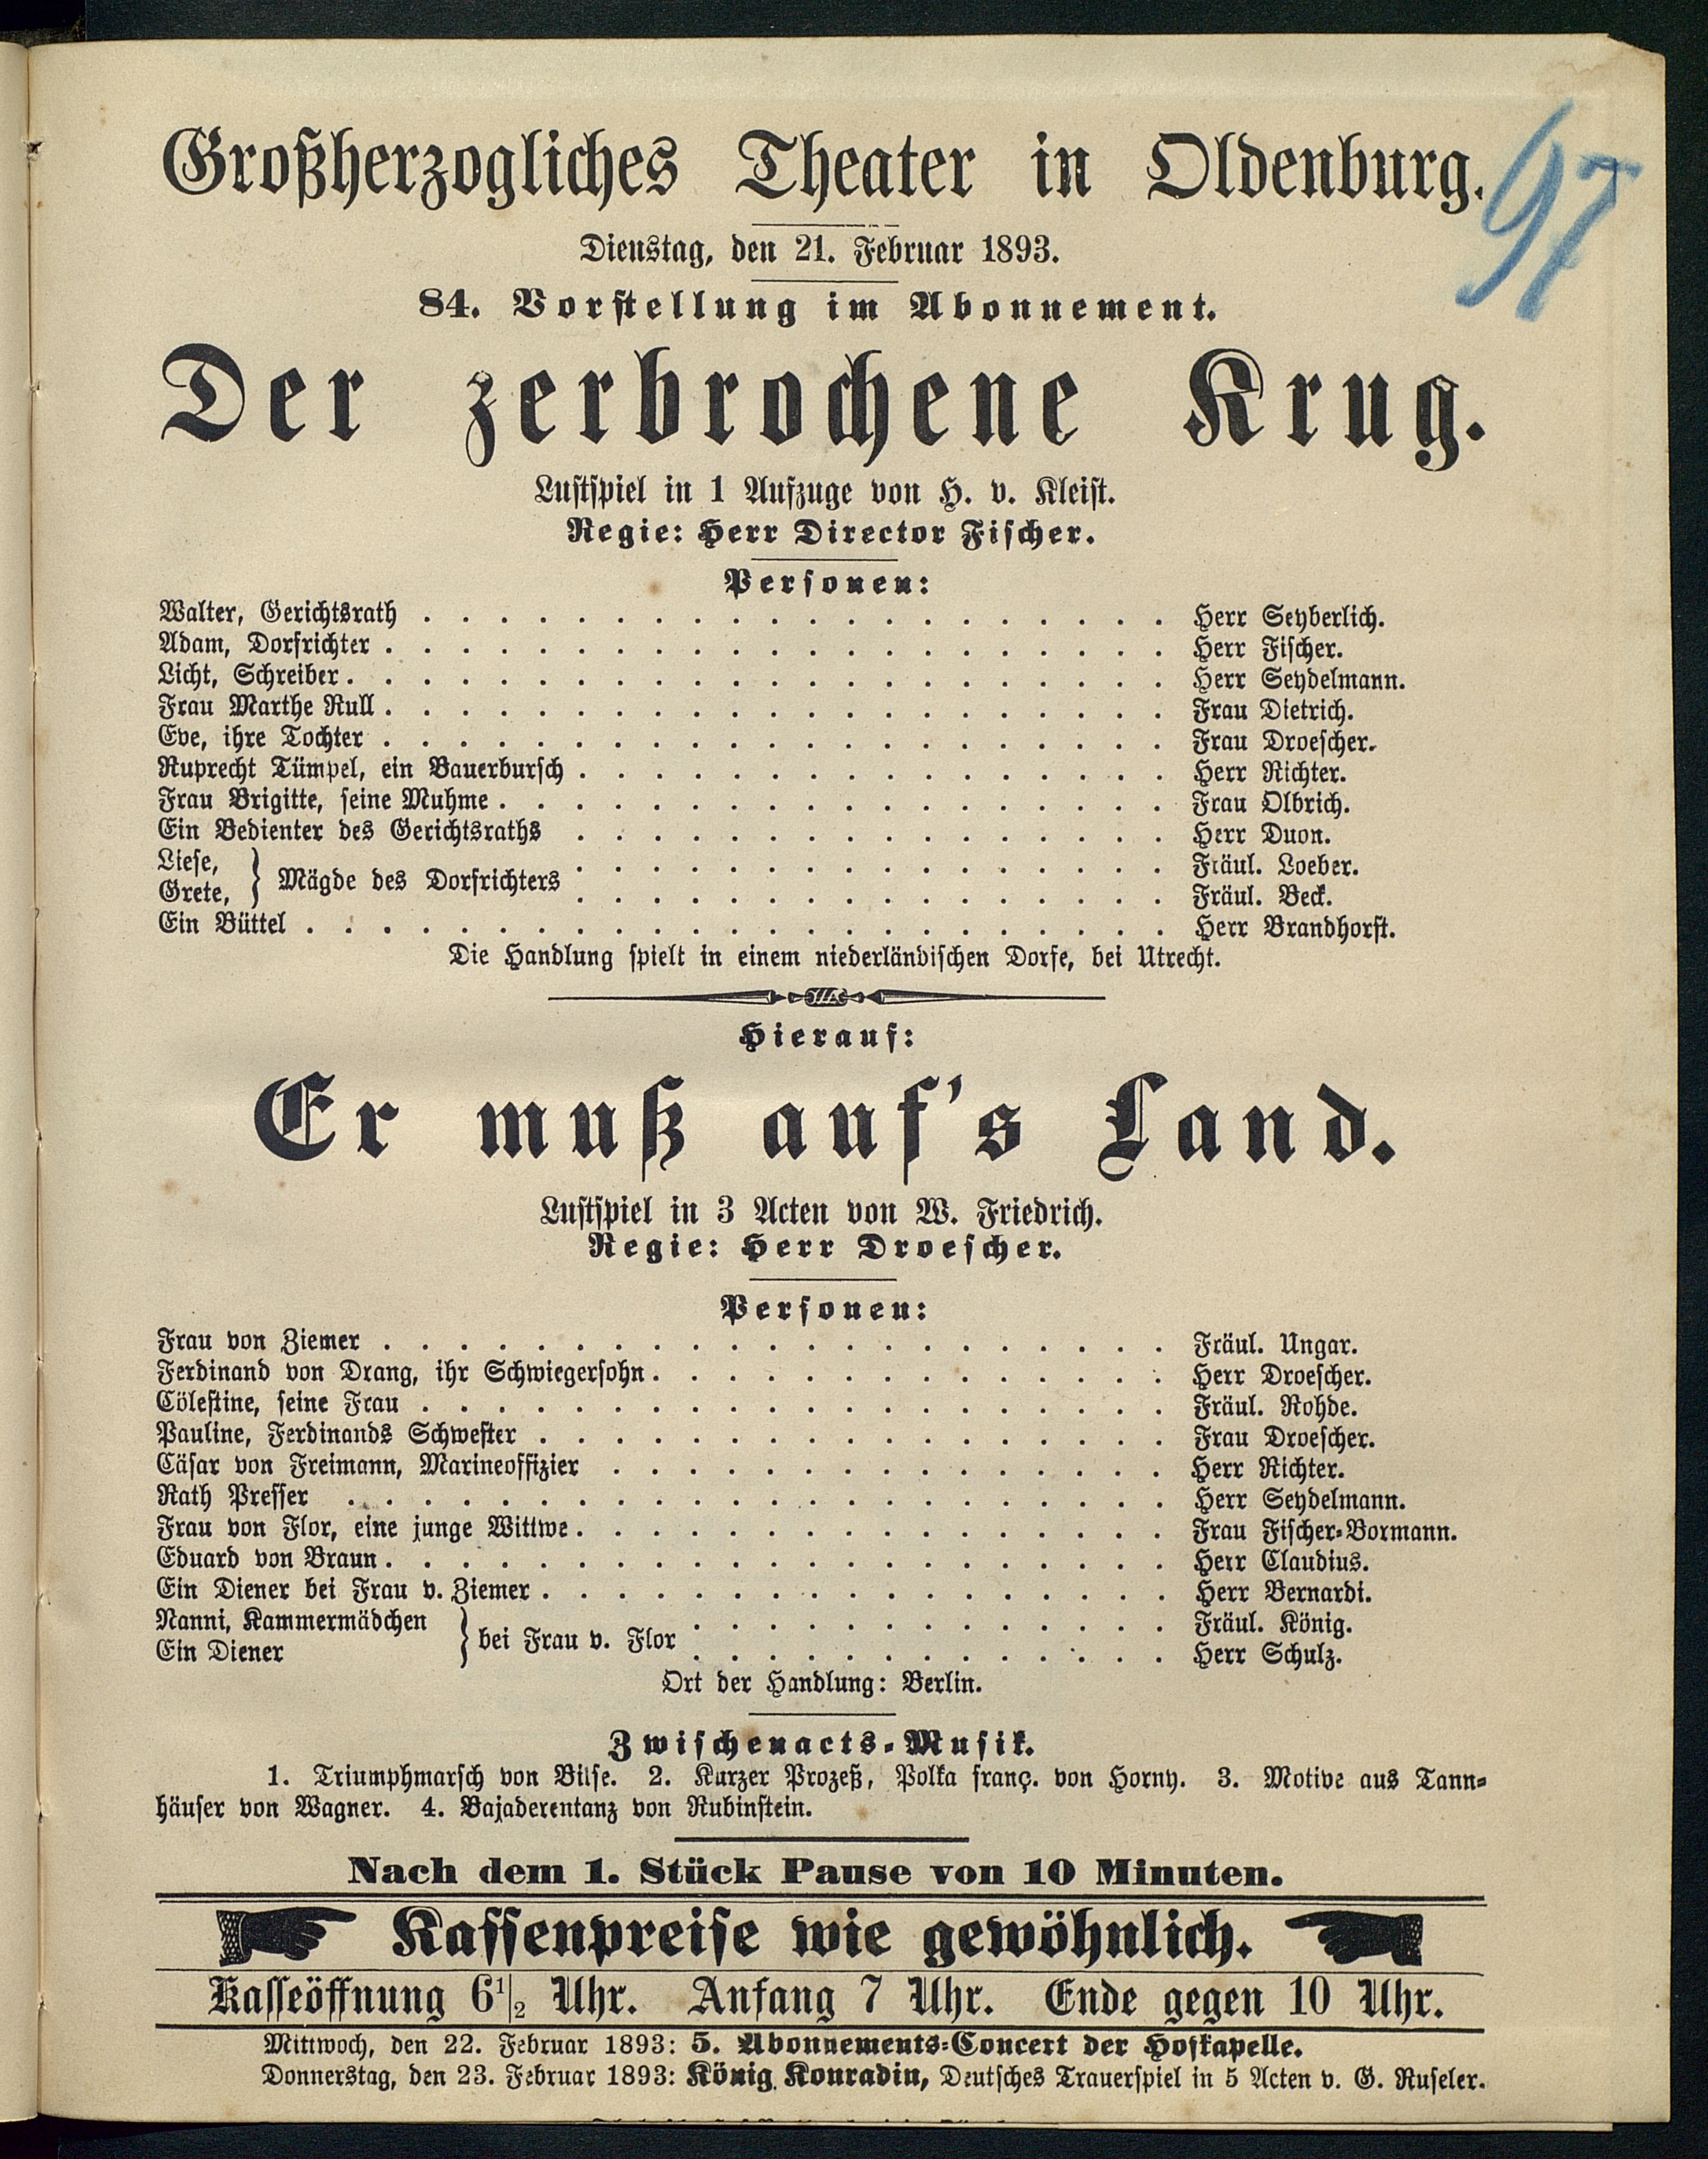 Großherzogliches Theater in Oldenburg.
97
Dienstag, den 21. Februar 1893.
84. Vorstellung im Abonnement.
Der zerbrochene Krug.
Lustspiel in 1 Aufzuge von H. v. Kleist.
Regie: Herr Director Fischer.
Personen:
Walter, Gerichtsrath . . . . . . . . . . . . . . . . . . . . Herr Seyberlich.
Adam, Dorfrichter . . . . . . . . . . . . . . . . . . . . . Herr Fischer.
Licht, Schreiber . . . . . . . . . . . . . . . . . . . . . . Herr Seydelmann.
Frau Marthe Rull . . . . . . . . . . . . . . . . . . . . . Frau Dietrich.
Eve, ihre Tochter . . . . . . . . . . . . . . . . . . . . . Frau Droescher.
Ruprecht Tümpel, ein Bauerbursch . . . . . . . . . . . . . . . . Herr Richter.
Frau Brigitte, seine Muhme . . . . . . . . . . . . . . . . . . Frau Olbrich.
Ein Bedienter des Gerichtsraths . . . . . . . . . . . . . . . . Herr Duon.
Liese, } Mägde des Dorfrichters . . . . . . . . . . . . . . . . Fräul. Loeber.
Grete, } . . . . . . . . . . . . . . . . Fräul. Beck.
Ein Büttel . . . . . . . . . . . . . . . . . . . . . . . Herr Brandhorst.
Die Handlung spielt in einem niederländischen Dorfe, bei Utrecht.
Hierauf:
Er muß auf's Land.
Lustspiel in 3 Acten von W. Friedrich.
Regie: Herr Droescher.
Personen:
Frau von Ziemer . . . . . . . . . . . . . . . . . . . . . Fräul. Ungar.
Ferdinand von Drang, ihr Schwiegersohn . . . . . . . . . . . . . . Herr Droescher.
Cölestine, seine Frau . . . . . . . . . . . . . . . . . . . . Fräul. Rohde.
Pauline, Ferdinands Schwester . . . . . . . . . . . . . . . . . Frau Droescher.
Cäsar von Freimann, Marineoffizier . . . . . . . . . . . . . . . Herr Richter.
Rath Presser . . . . . . . . . . . . . . . . . . . . . . Herr Seydelmann.
Frau von Flor, eine junge Wittwe . . . . . . . . . . . . . . . . Frau Fischer-Bormann.
Eduard von Braun . . . . . . . . . . . . . . . . . . . . . Herr Claudius.
Ein Diener bei Frau v. Ziemer . . . . . . . . . . . . . . . . . Herr Bernardi.
Nanni, Kammermädchen } bei Frau v. Flor . . . . . . . . . . . . . Fräul. König.
Ein Diener } . . . . . . . . . . . . . Herr Schulz.
Ort der Handlung: Berlin.
Zwischenacts-Musik.
1. Triumphmarsch von Bilse. 2. Kurzer Prozeß, Polka franç. von Horny. 3. Motive aus Tann-
häuser von Wagner. 4. Bajaderentanz von Rubinstein.
Nach dem 1. Stück Pause von 10 Minuten.
Kassenpreise wie gewöhnlich.
Kasseöffnung 6 1/2 Uhr. Anfang 7 Uhr. Ende gegen 10 Uhr.
Mittwoch, den 22. Februar 1893: 5. Abonnements-Concert der Hofkapelle.
Donnerstag, den 23. Februar 1893: König Konradin, Deutsches Trauerspiel in 5 Acten v. G. Ruseler.